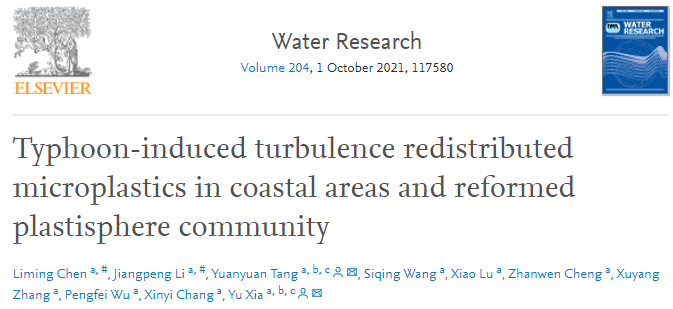 Water Research
WATER
RESEARCH
Volume 204, 1 October 2021, 117580
ELSEVIER
Typhoon-induced turbulence redistributed
microplastics in coastal areas and reformed
plastisphere community
Liming Chen a, #, Jiangpeng Li a, #, Yuanyuan Tang a, b, c, Siqing Wang a, Xiao Lu a, Zhanwen Cheng a, Xuyang
Zhang a, Pengfei Wu a, Xinyi Chang a, Yu Xia a, b, c